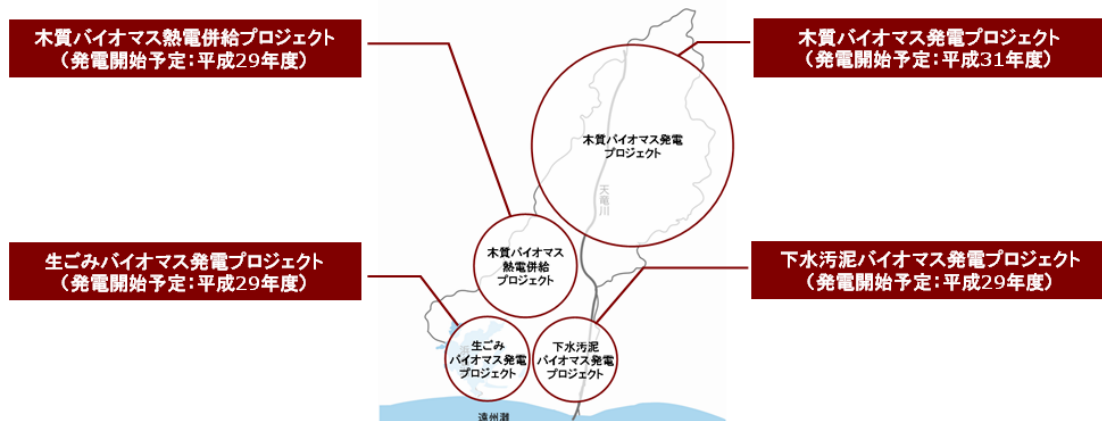 木質バイオマス熱電併給プロジェクト
（発電開始予定：平成29年度）
木質バイオマス発電プロジェクト
（発電開始予定：平成31年度）
木質バイオマス発電
プロジェクト
天竜川
木質バイオマス
熱電併給
プロジェクト
生ごみバイオマス発電プロジェクト
（発電開始予定：平成29年度）
下水汚泥バイオマス発電プロジェクト
（発電開始予定：平成29年度）
生ごみ
バイオマス発電
プロジェクト
下水汚泥
バイオマス発電
プロジェクト
遠州灘